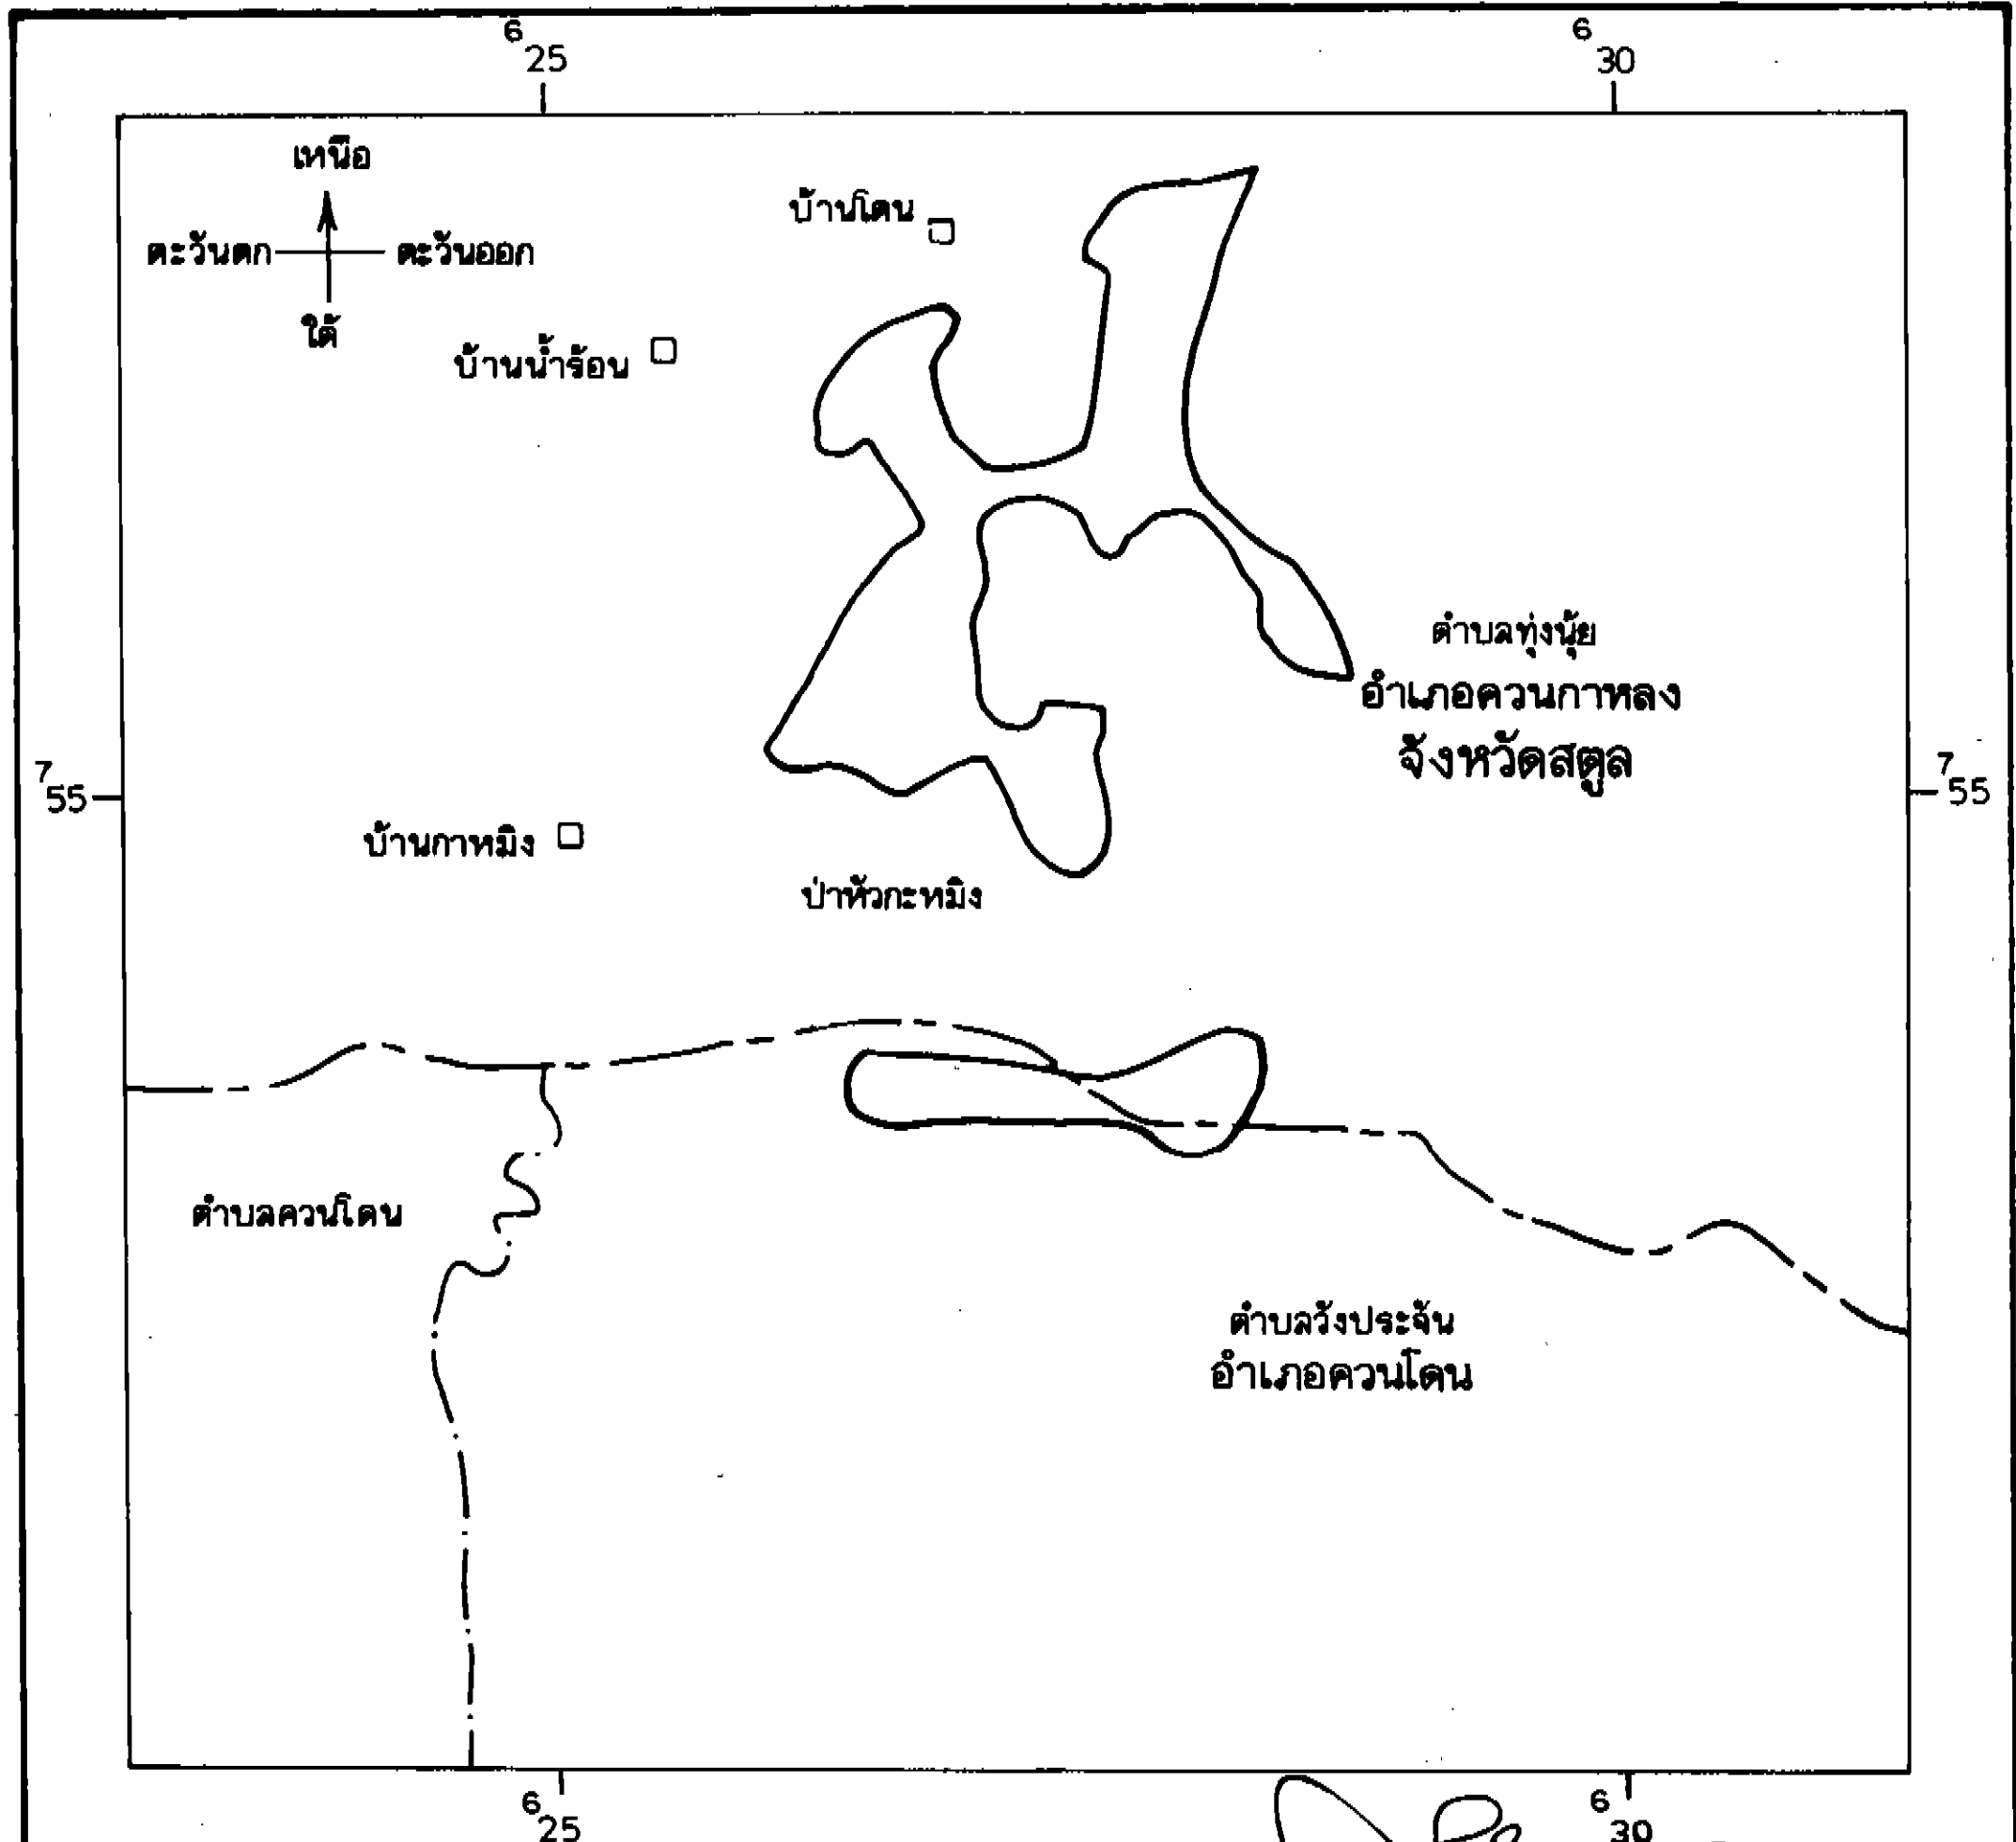 6
25
6
30
เหนือ
ตะวันตก
ตะวันออก
ใต้
บ้านโตน
บ้านน้ำร้อน
ตำบลทุ่งนุ้ย
อำเภอควนกาหลง
จังหวัดสตูล
7
55
7
55
บ้านกาหมิง
ป่าหัวกะหมิง
ตำบลควนโดน
ตำบลวังประจัน
อำเภอควนโดน
6
25
6
30